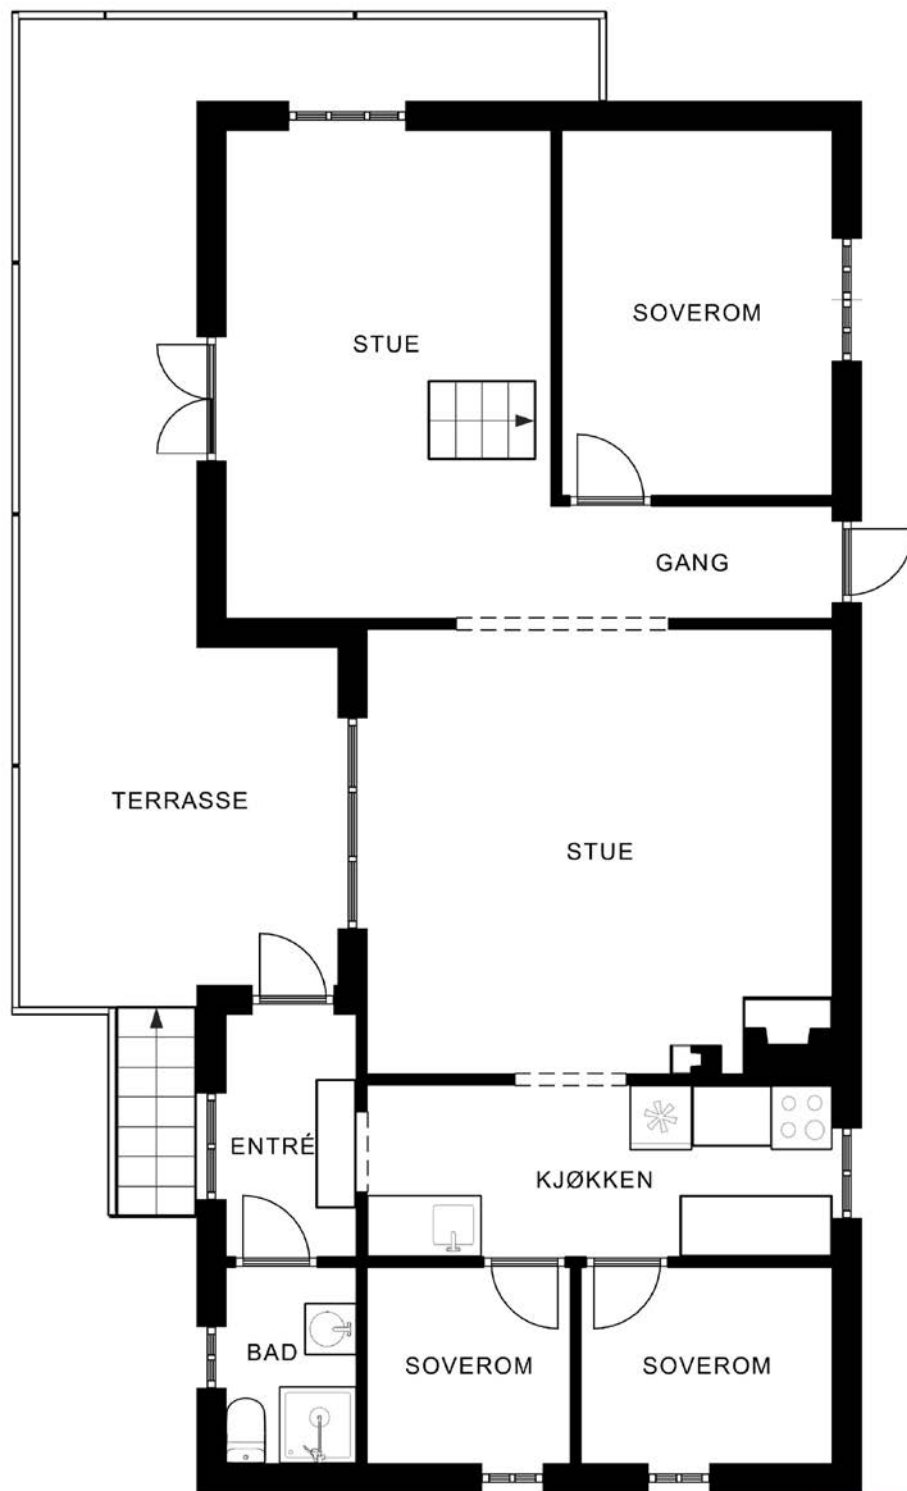 SOVEROM
STUE
GANG
TERRASSE
STUE
ENTRÉ
KJØKKEN
BAD
SOVEROM
SOVEROM